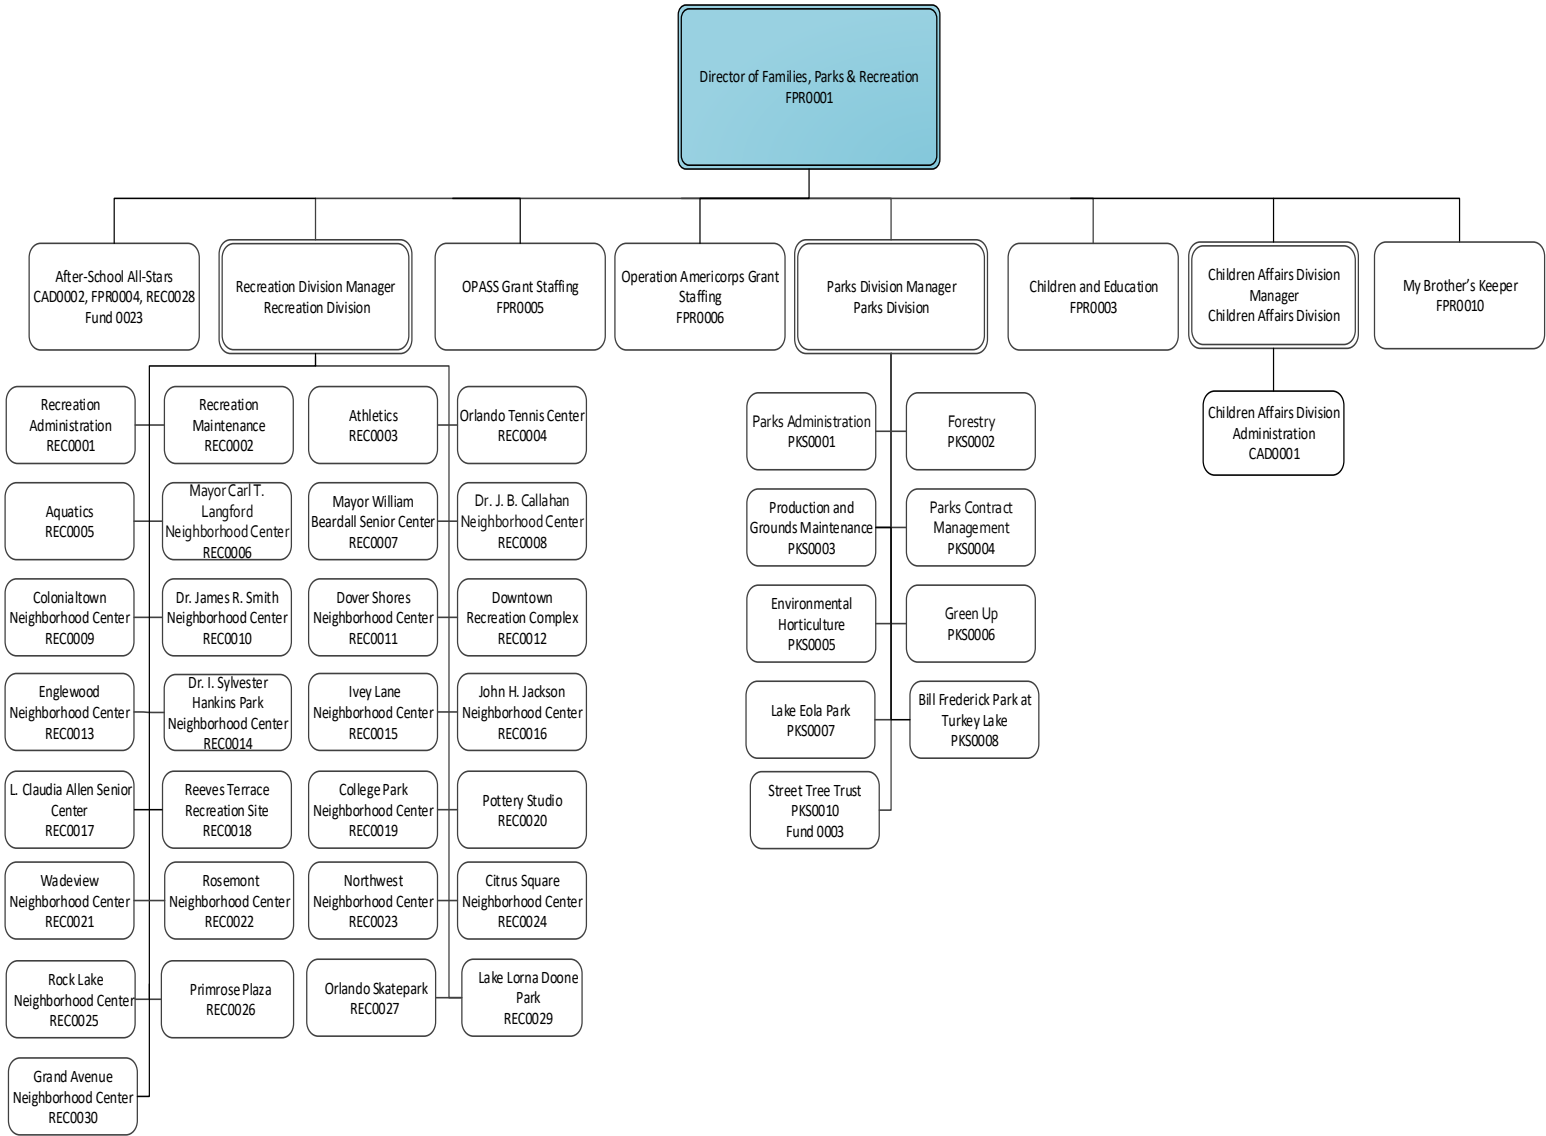 Director of Families, Parks & Recreation
FPR0001
After-School All-Stars
CAD0002, FPR0004, REC0028
Fund 0023
Recreation Division Manager
Recreation Division
OPASS Grant Staffing
FPR0005
Operation Americorps Grant
Staffing
FPR0006
Parks Division Manager
Parks Division
Children and Education
FPR0003
Children Affairs Division
Manager
Children Affairs Division
My Brother’s Keeper
FPR0010
Recreation
Administration
REC0001
Recreation
Maintenance
REC0002
Athletics
REC0003
Orlando Tennis Center
REC0004
Parks Administration
PKS0001
Forestry
PKS0002
Children Affairs Division
Administration
CAD0001
Aquatics
REC0005
Mayor Carl T.
Langford
Neighborhood Center
REC0006
Mayor William
Beardall Senior Center
REC0007
Dr. J. B. Callahan
Neighborhood Center
REC0008
Production and
Grounds Maintenance
PKS0003
Parks Contract
Management
PKS0004
Colonialtown
Neighborhood Center
REC0009
Dr. James R. Smith
Neighborhood Center
REC0010
Dover Shores
Neighborhood Center
REC0011
Downtown
Recreation Complex
REC0012
Environmental
Horticulture
PKS0005
Green Up
PKS0006
Englewood
Neighborhood Center
REC0013
Dr. I. Sylvester
Hankins Park
Neighborhood Center
REC0014
Ivey Lane
Neighborhood Center
REC0015
John H. Jackson
Neighborhood Center
REC0016
Lake Eola Park
PKS0007
Bill Frederick Park at
Turkey Lake
PKS0008
L. Claudia Allen Senior
Center
REC0017
Reeves Terrace
Recreation Site
REC0018
College Park
Neighborhood Center
REC0019
Pottery Studio
REC0020
Street Tree Trust
PKS0010
Fund 0003
Wadeview
Neighborhood Center
REC0021
Rosemont
Neighborhood Center
REC0022
Northwest
Neighborhood Center
REC0023
Citrus Square
Neighborhood Center
REC0024
Rock Lake
Neighborhood Center
REC0025
Primrose Plaza
REC0026
Orlando Skatepark
REC0027
Lake Lorna Doone
Park
REC0029
Grand Avenue
Neighborhood Center
REC0030